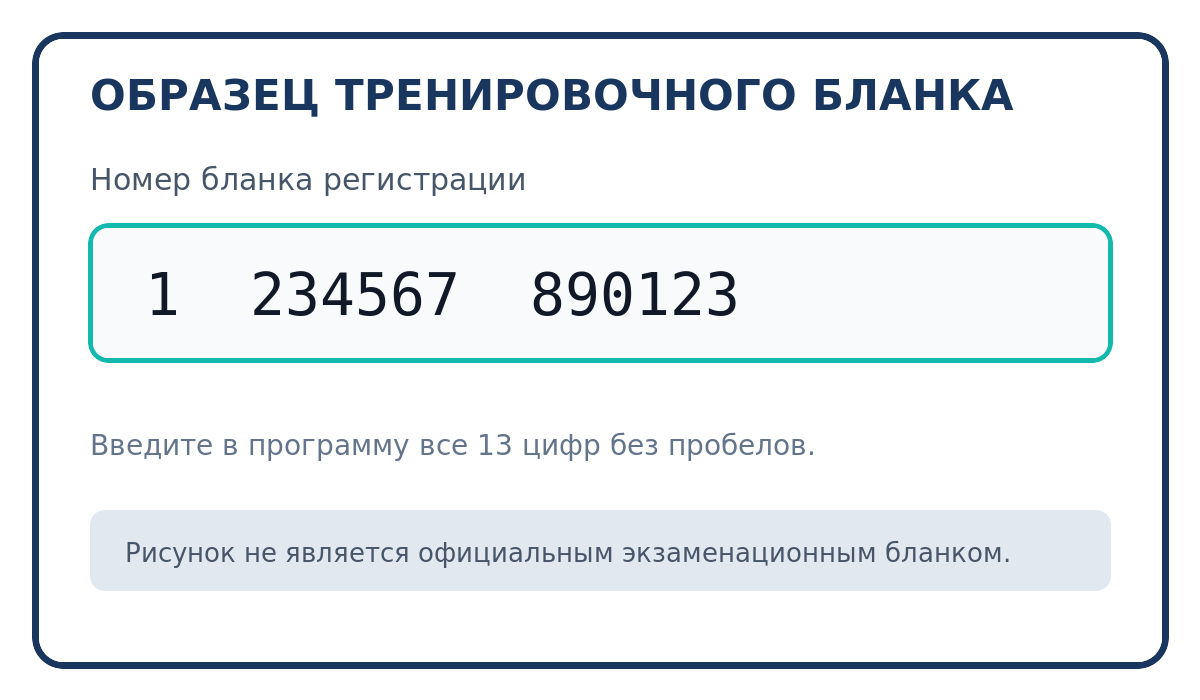 ОБРАЗЕЦ ТРЕНИРОВОЧНОГО БЛАНКА
Номер бланка регистрации
1 234567 890123
Введите в программу все 13 цифр без пробелов.
Рисунок не является официальным экзаменационным бланком.